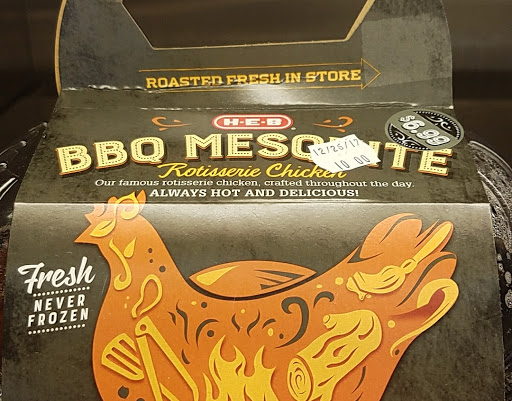 ROASTED FRESH IN STORE
H-E-B
BBQ MESQUITE
$6.99
12/26/17
10 00
Rotisserie Chicken
Our famous rotisserie chicken, crafted throughout the day.
ALWAYS HOT AND DELICIOUS!
Fresh
NEVER
FROZEN